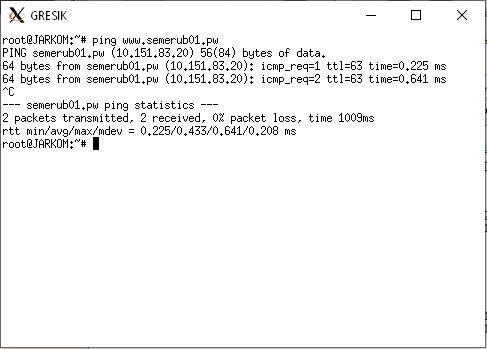 GRESIK
root@JARKOM:~# ping www.semerub01.pw
PING semerub01.pw (10.151.83.20) 56(84) bytes of data.
64 bytes from semerub01.pw (10.151.83.20): icmp_req=1 ttl=63 time=0.225 ms
64 bytes from semerub01.pw (10.151.83.20): icmp_req=2 ttl=63 time=0.641 ms
^C
--- semerub01.pw ping statistics ---
2 packets transmitted, 2 received, 0% packet loss, time 1009ms
rtt min/avg/max/mdev = 0.225/0.433/0.641/0.208 ms
root@JARKOM:~#